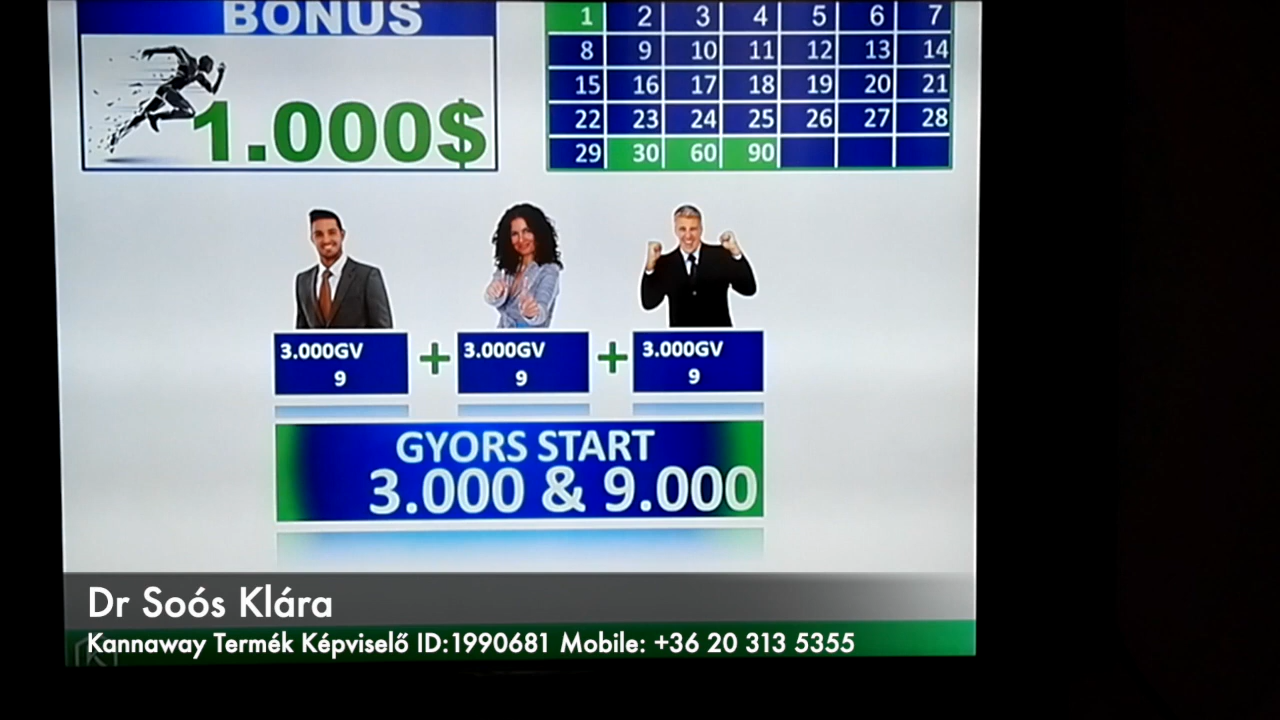 BONUS
1.000$
1 2 3 4 5 6 7
8 9 10 11 12 13 14
15 16 17 18 19 20 21
22 23 24 25 26 27 28
29 30 60 90
3.000GV + 3.000GV + 3.000GV
9 9 9
GYORS START
3.000 & 9.000
Dr Soós Klára
Kannaway Termék Képviselő ID:1990681 Mobile: +36 20 313 5355